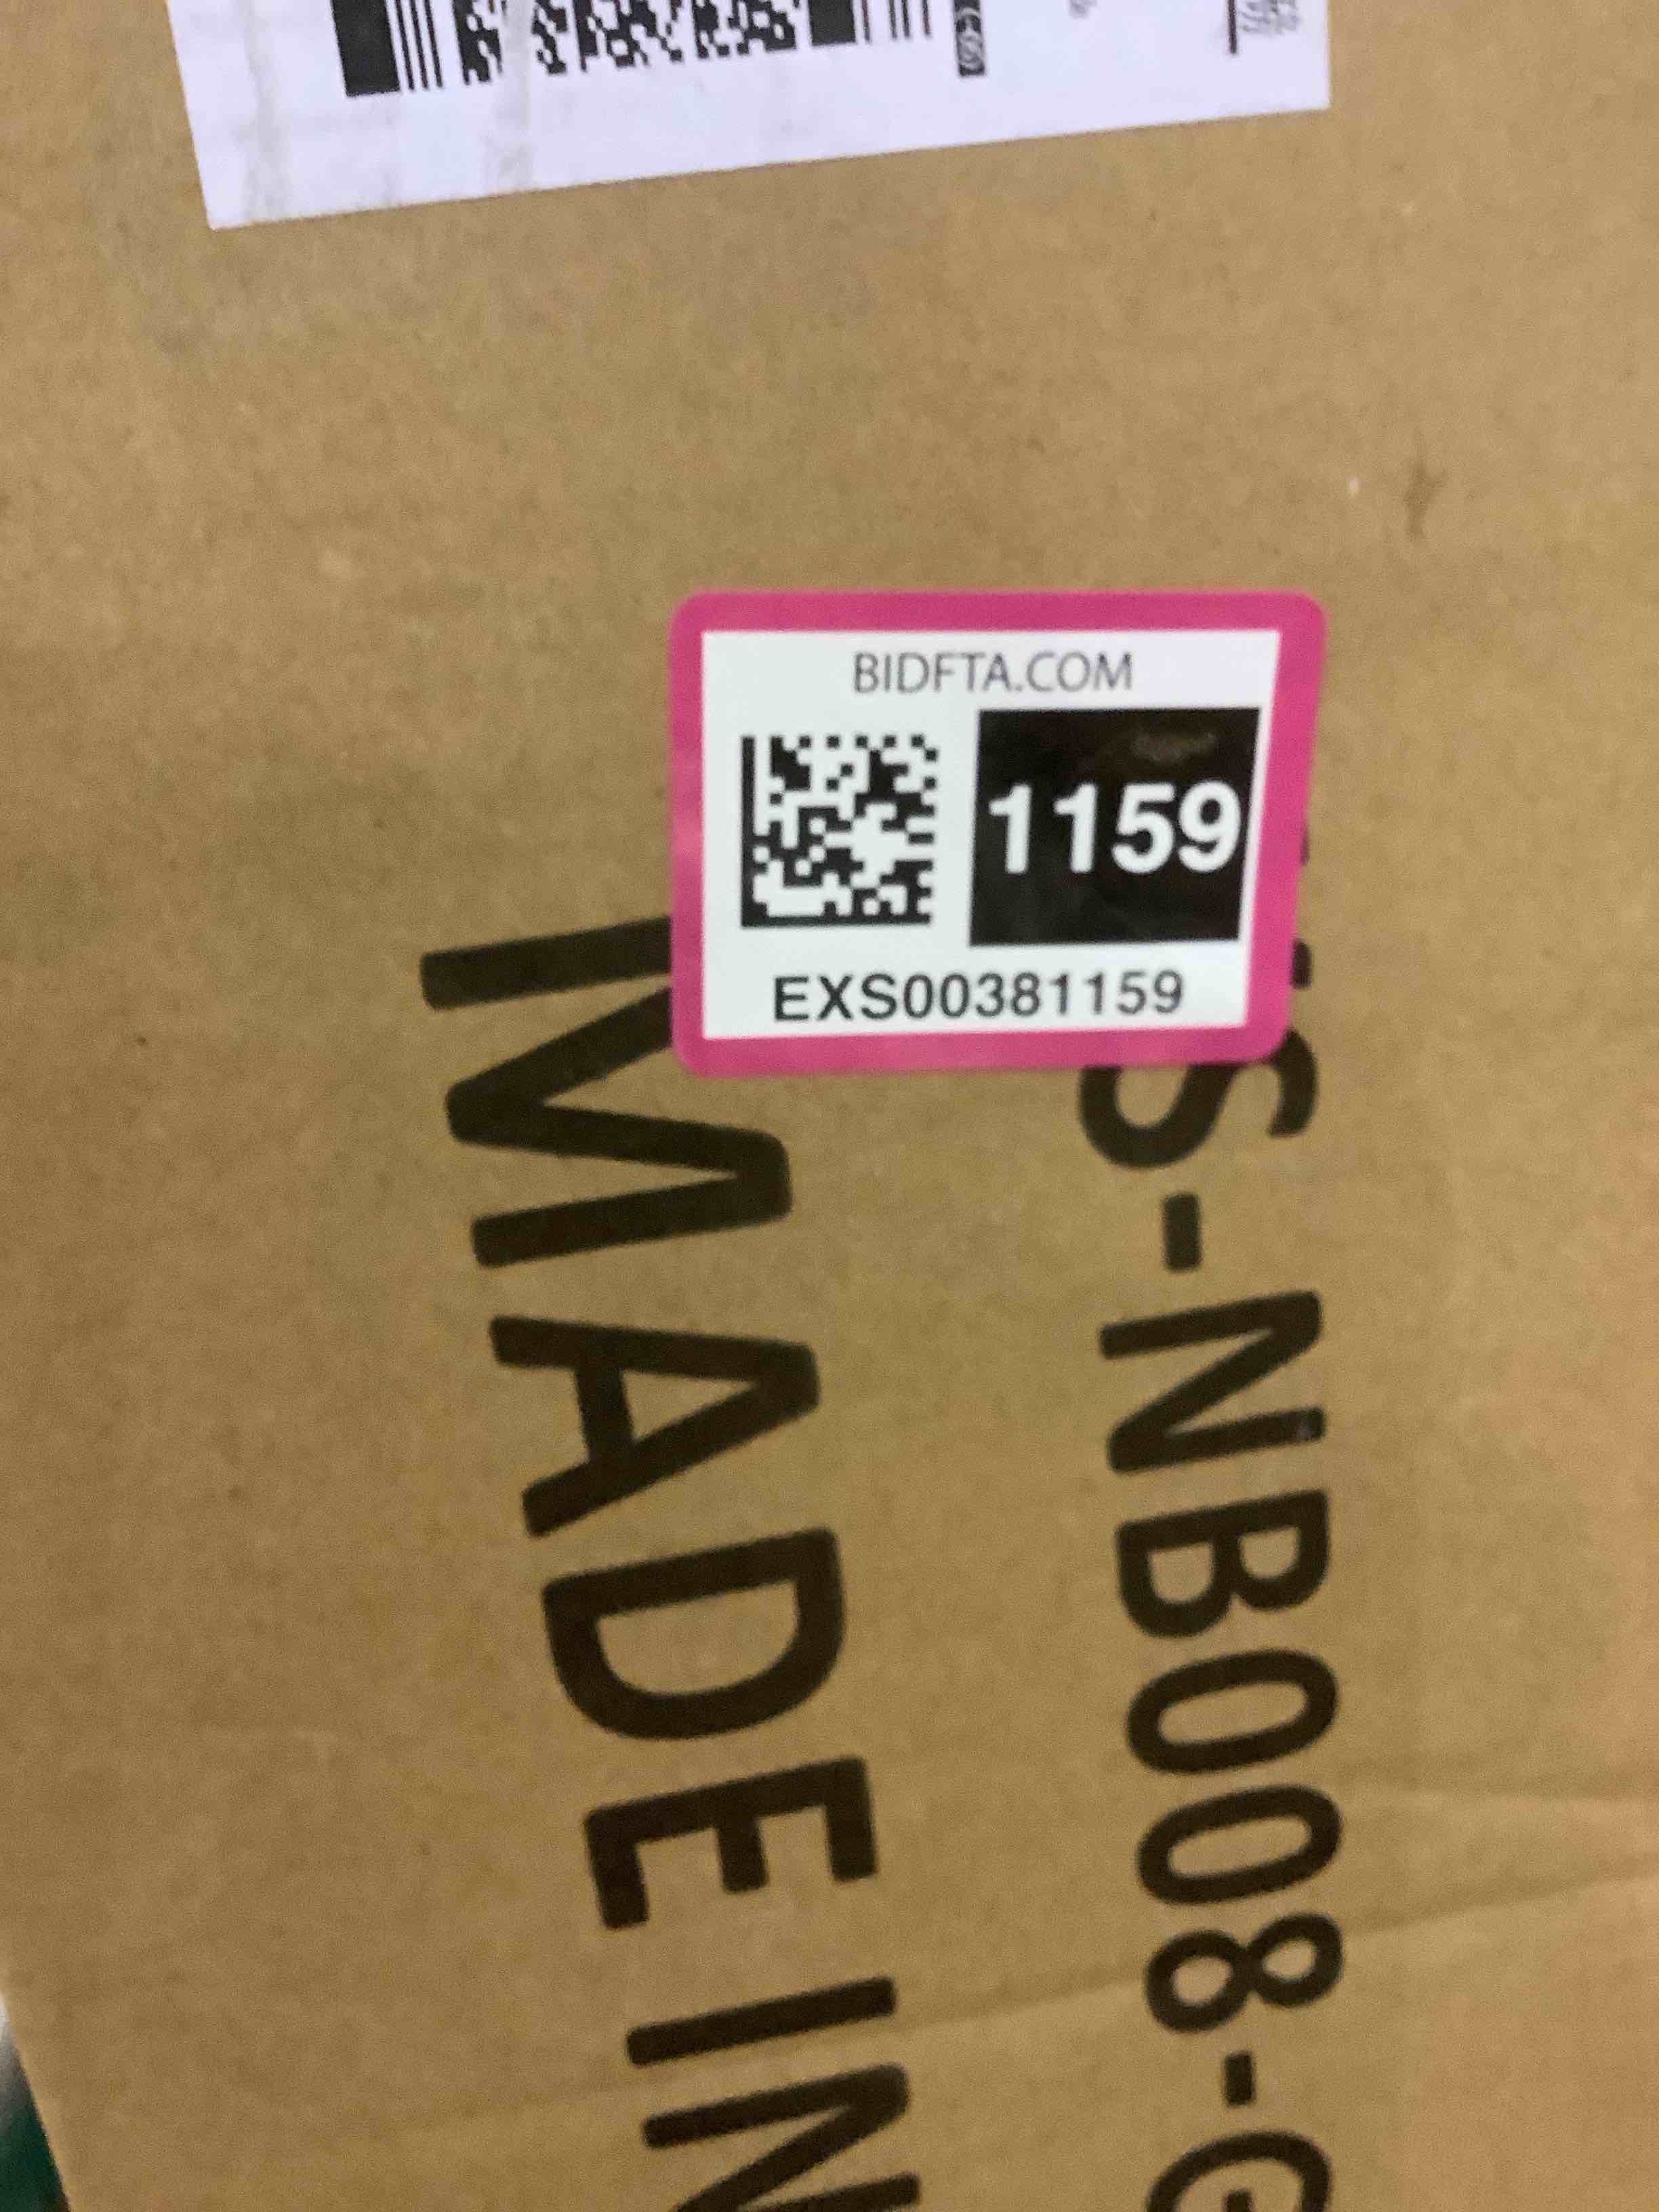 BIDFTA.COM
1159
EXS00381159
S-NB008-G
MADE IN